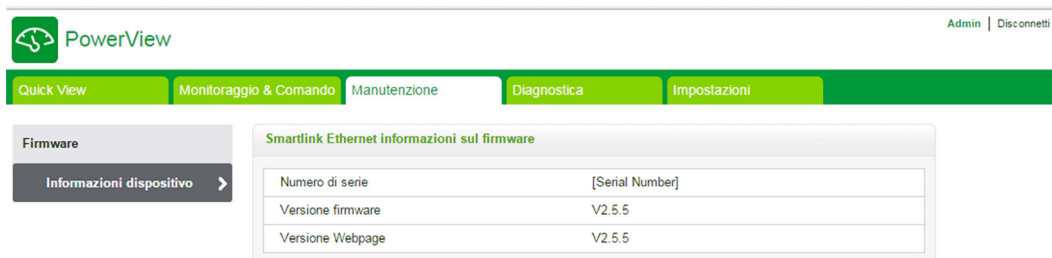 PowerView
Admin | Disconnetti
Quick View Monitoraggio & Comando Manutenzione Diagnostica Impostazioni
Firmware
Informazioni dispositivo
Smartlink Ethernet informazioni sul firmware
Numero di serie [Serial Number]
Versione firmware V2.5.5
Versione Webpage V2.5.5